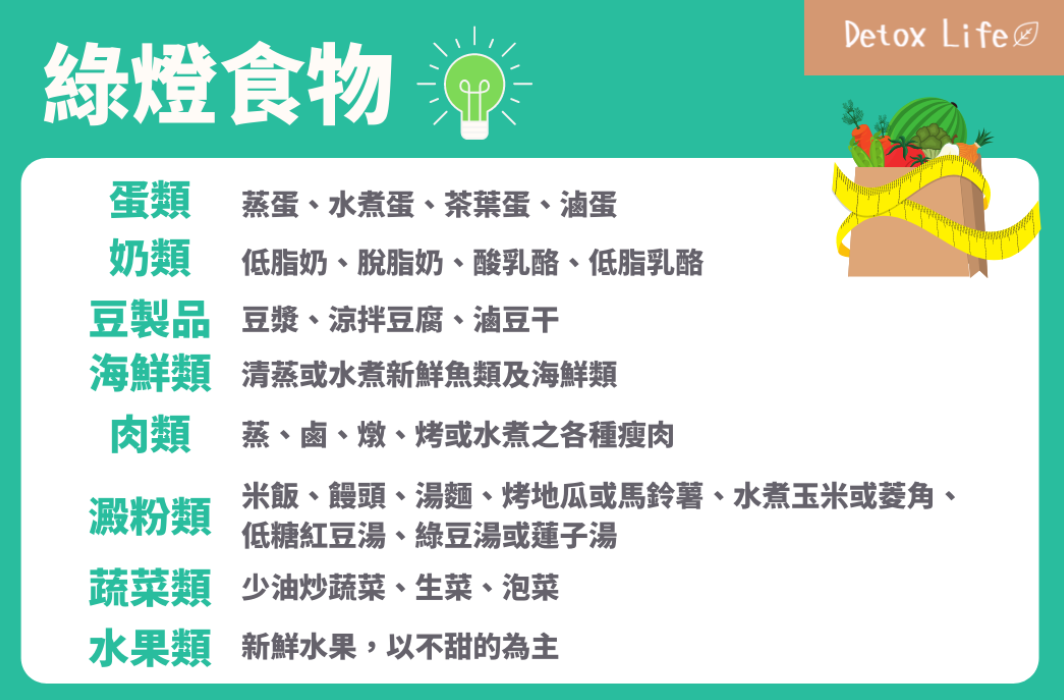 Detox Life
綠燈食物
蛋類 蒸蛋、水煮蛋、茶葉蛋、滷蛋
奶類 低脂奶、脫脂奶、酸乳酪、低脂乳酪
豆製品 豆漿、涼拌豆腐、滷豆干
海鮮類 清蒸或水煮新鮮魚類及海鮮類
肉類 蒸、鹵、燉、烤或水煮之各種瘦肉
澱粉類 米飯、饅頭、湯麵、烤地瓜或馬鈴薯、水煮玉米或菱角、
低糖紅豆湯、綠豆湯或蓮子湯
蔬菜類 少油炒蔬菜、生菜、泡菜
水果類 新鮮水果，以不甜的為主